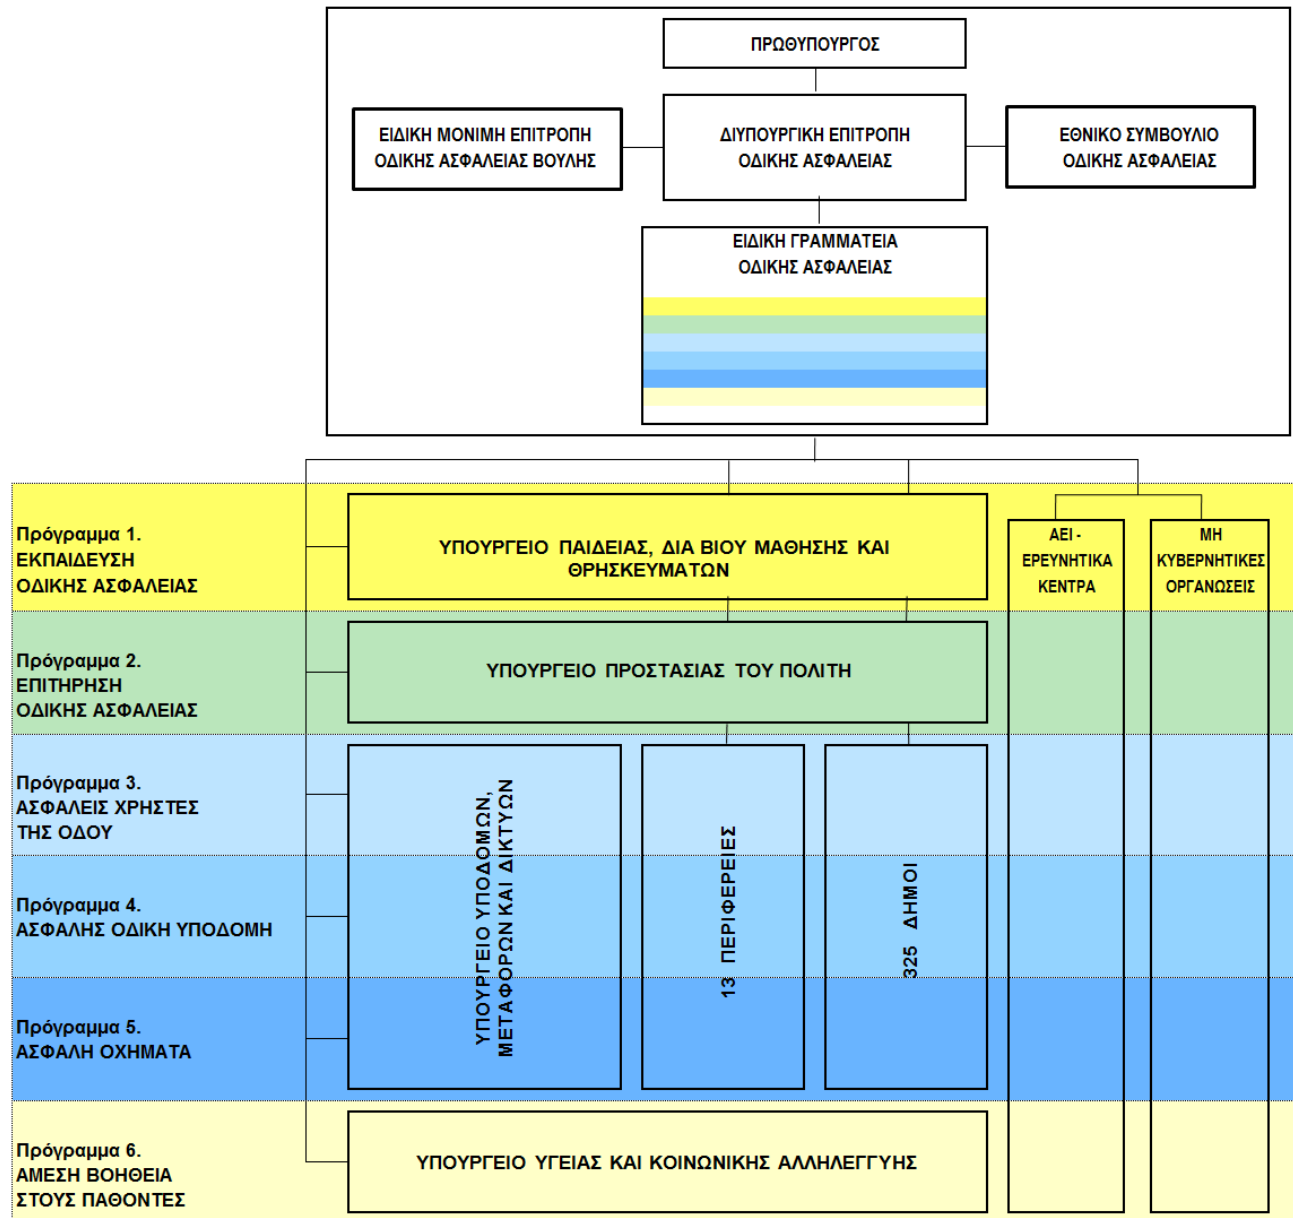 ΠΡΩΘΥΠΟΥΡΓΟΣ
ΕΙΔΙΚΗ ΜΟΝΙΜΗ ΕΠΙΤΡΟΠΗ
ΟΔΙΚΗΣ ΑΣΦΑΛΕΙΑΣ ΒΟΥΛΗΣ
ΔΙΥΠΟΥΡΓΙΚΗ ΕΠΙΤΡΟΠΗ
ΟΔΙΚΗΣ ΑΣΦΑΛΕΙΑΣ
ΕΘΝΙΚΟ ΣΥΜΒΟΥΛΙΟ
ΟΔΙΚΗΣ ΑΣΦΑΛΕΙΑΣ
ΕΙΔΙΚΗ ΓΡΑΜΜΑΤΕΙΑ
ΟΔΙΚΗΣ ΑΣΦΑΛΕΙΑΣ
Πρόγραμμα 1.
ΕΚΠΑΙΔΕΥΣΗ
ΟΔΙΚΗΣ ΑΣΦΑΛΕΙΑΣ
ΥΠΟΥΡΓΕΙΟ ΠΑΙΔΕΙΑΣ, ΔΙΑ ΒΙΟΥ ΜΑΘΗΣΗΣ ΚΑΙ
ΘΡΗΣΚΕΥΜΑΤΩΝ
ΑΕΙ -
ΕΡΕΥΝΗΤΙΚΑ
ΚΕΝΤΡΑ
ΜΗ
ΚΥΒΕΡΝΗΤΙΚΕΣ
ΟΡΓΑΝΩΣΕΙΣ
Πρόγραμμα 2.
ΕΠΙΤΗΡΗΣΗ
ΟΔΙΚΗΣ ΑΣΦΑΛΕΙΑΣ
ΥΠΟΥΡΓΕΙΟ ΠΡΟΣΤΑΣΙΑΣ ΤΟΥ ΠΟΛΙΤΗ
Πρόγραμμα 3.
ΑΣΦΑΛΕΙΣ ΧΡΗΣΤΕΣ
ΤΗΣ ΟΔΟΥ
Πρόγραμμα 4.
ΑΣΦΑΛΗΣ ΟΔΙΚΗ ΥΠΟΔΟΜΗ
Πρόγραμμα 5.
ΑΣΦΑΛΗ ΟΧΗΜΑΤΑ
ΥΠΟΥΡΓΕΙΟ ΥΠΟΔΟΜΩΝ,
ΜΕΤΑΦΟΡΩΝ ΚΑΙ ΔΙΚΤΥΩΝ
13 ΠΕΡΙΦΕΡΕΙΕΣ
325 ΔΗΜΟΙ
Πρόγραμμα 6.
ΑΜΕΣΗ ΒΟΗΘΕΙΑ
ΣΤΟΥΣ ΠΑΘΟΝΤΕΣ
ΥΠΟΥΡΓΕΙΟ ΥΓΕΙΑΣ ΚΑΙ ΚΟΙΝΩΝΙΚΗΣ ΑΛΛΗΛΕΓΓΥΗΣ